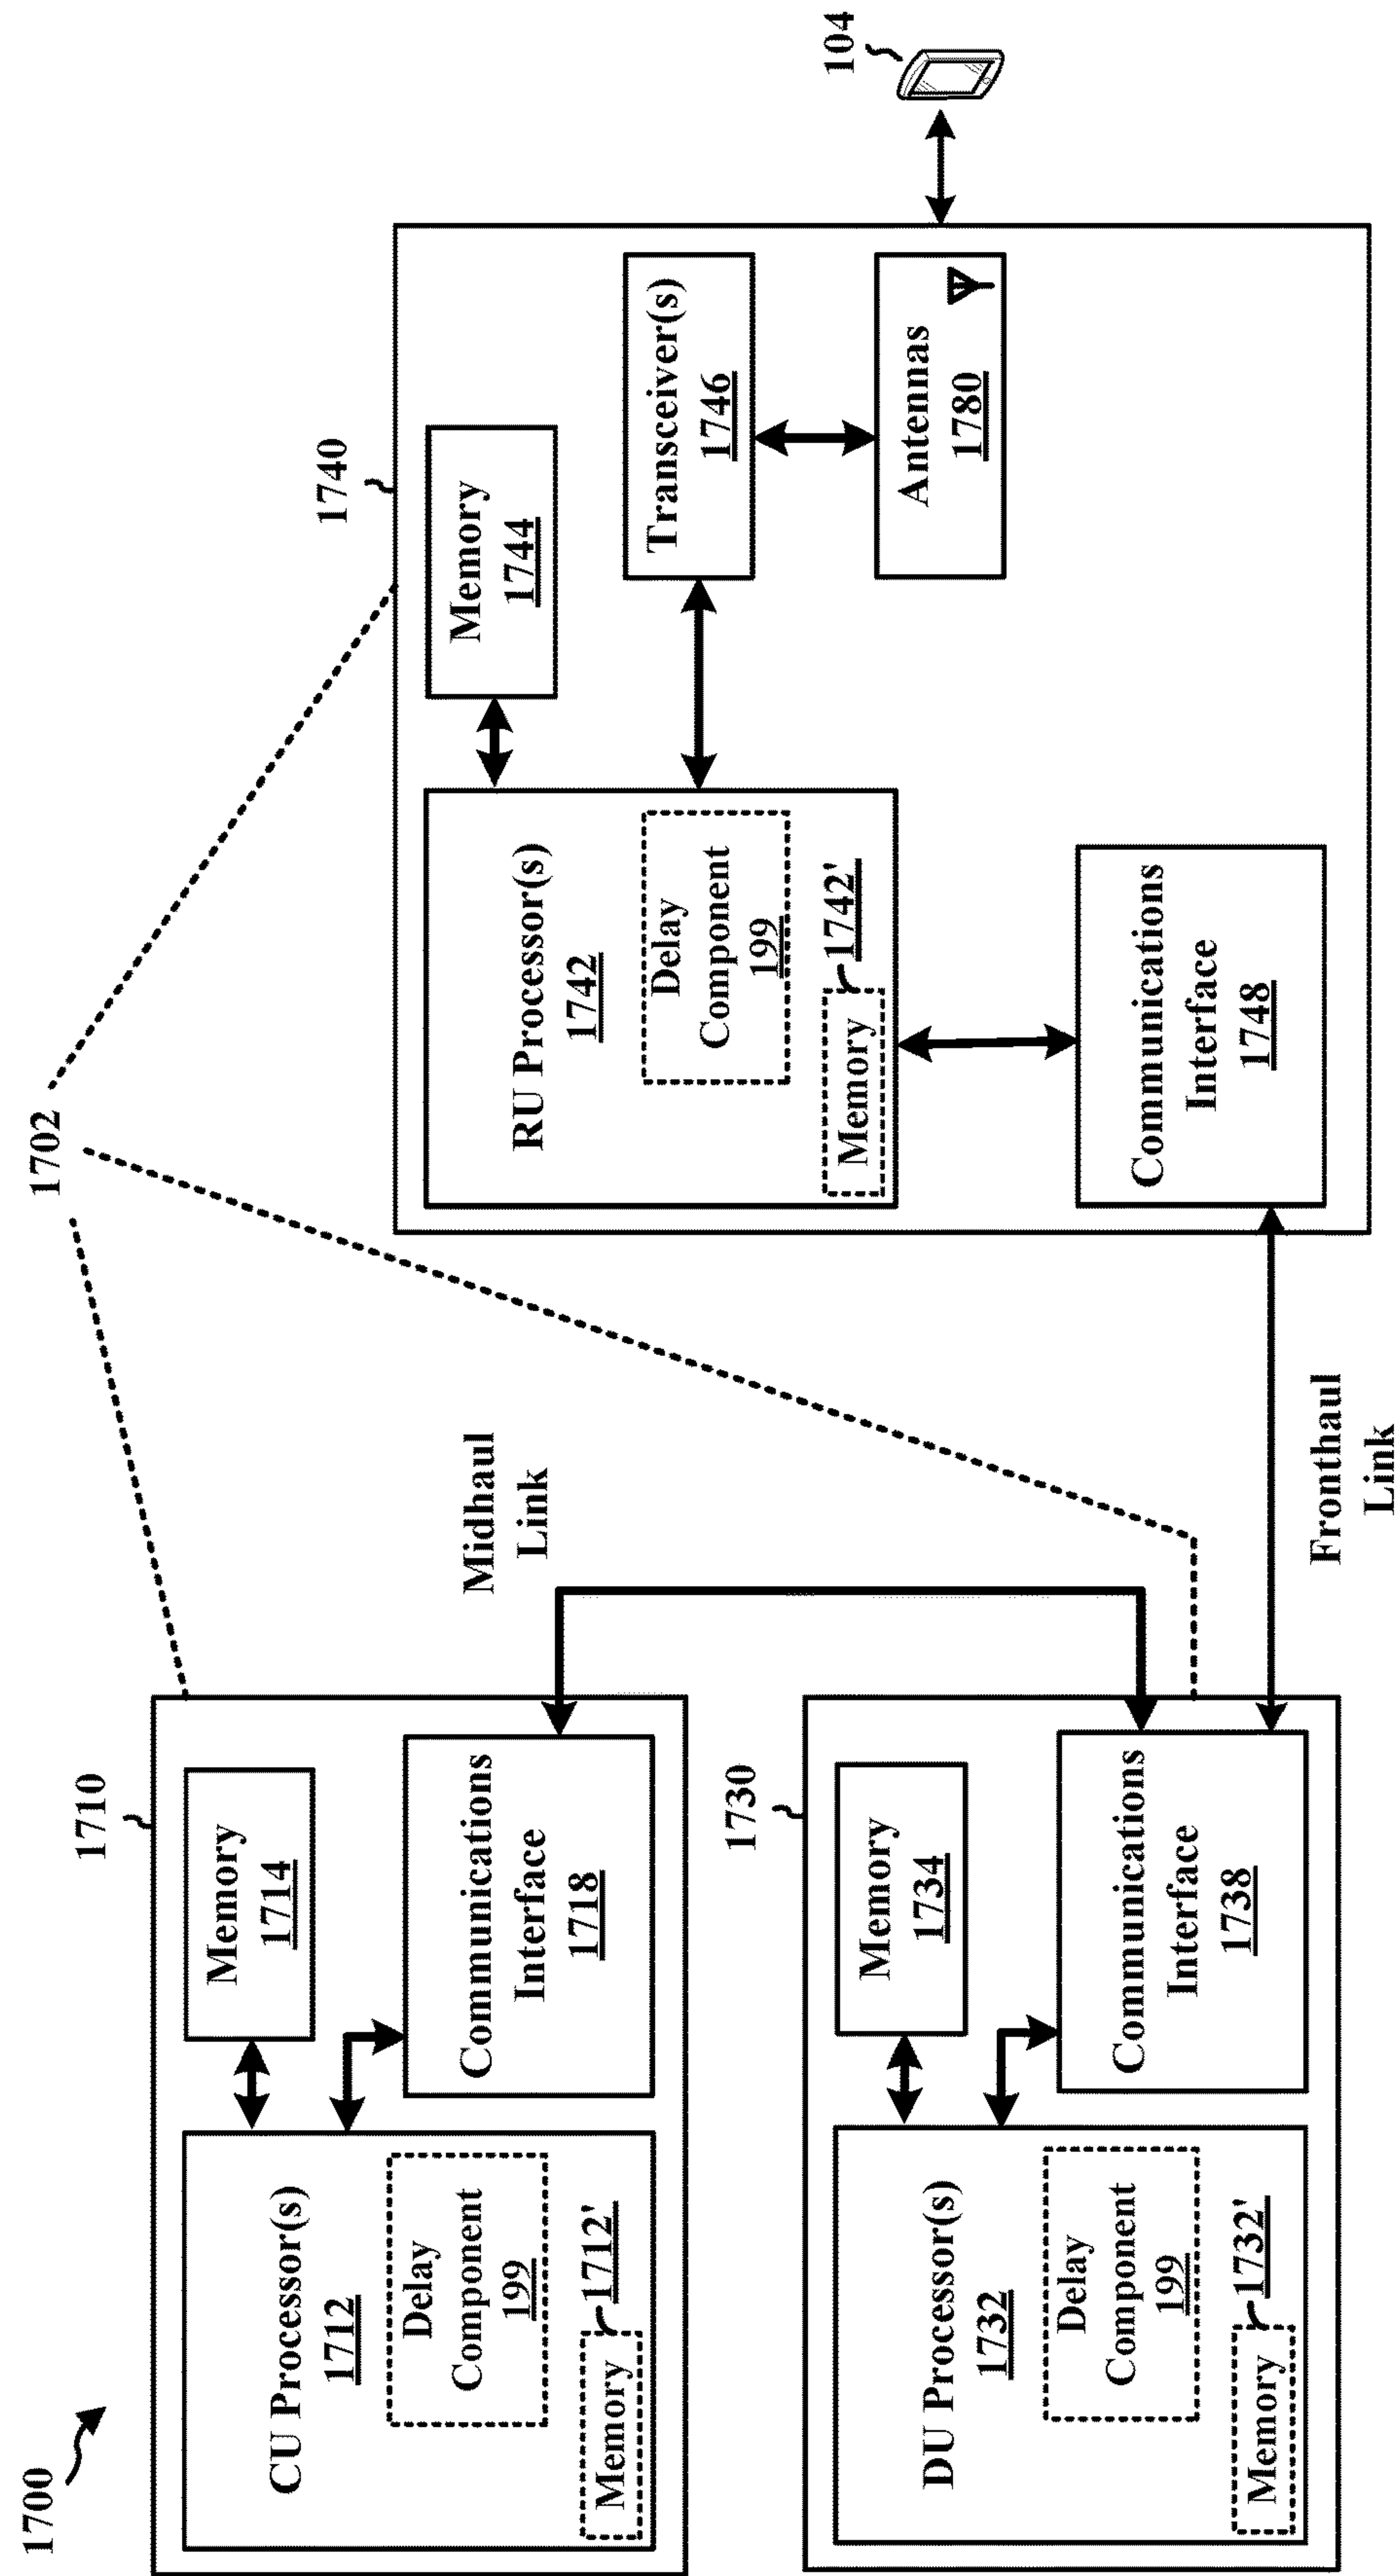 1700
1702
1710
CU Processor(s)
1712
Delay
Component
199
Memory
1712'
Memory
1714
Communications
Interface
1718
Midhaul
Link
1730
DU Processor(s)
1732
Delay
Component
199
Memory
1732'
Memory
1734
Communications
Interface
1738
Fronthaul
Link
1740
RU Processor(s)
1742
Delay
Component
199
Memory
1742'
Memory
1744
Transceiver(s)
1746
Antennas
1780
Communications
Interface
1748
104